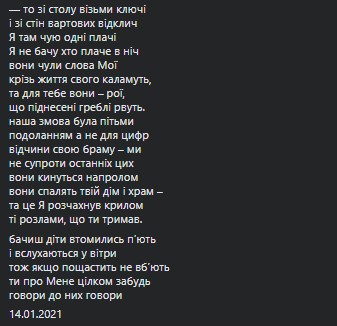 — то зі столу візьми ключі
і зі стін вартових відклич
Я там чую одні плачі
Я не бачу хто плаче в ніч
вони чули слова Мої
крізь життя свого каламуть,
та для тебе вони – рої,
що піднесені греблі рвуть.
наша змова була пітьми
подоланням а не для цифр
відчини свою браму – ми
не супроти останніх цих
вони кинуться напролом
вони спалять твій дім і храм –
та це Я розчахнув крилом
ті розлами, що ти тримав.
бачиш діти втомились п᾽ють
і вслухаються у вітри
тож якщо пощастить не вб᾽ють
ти про Мене цілком забудь
говори до них говори
14.01.2021